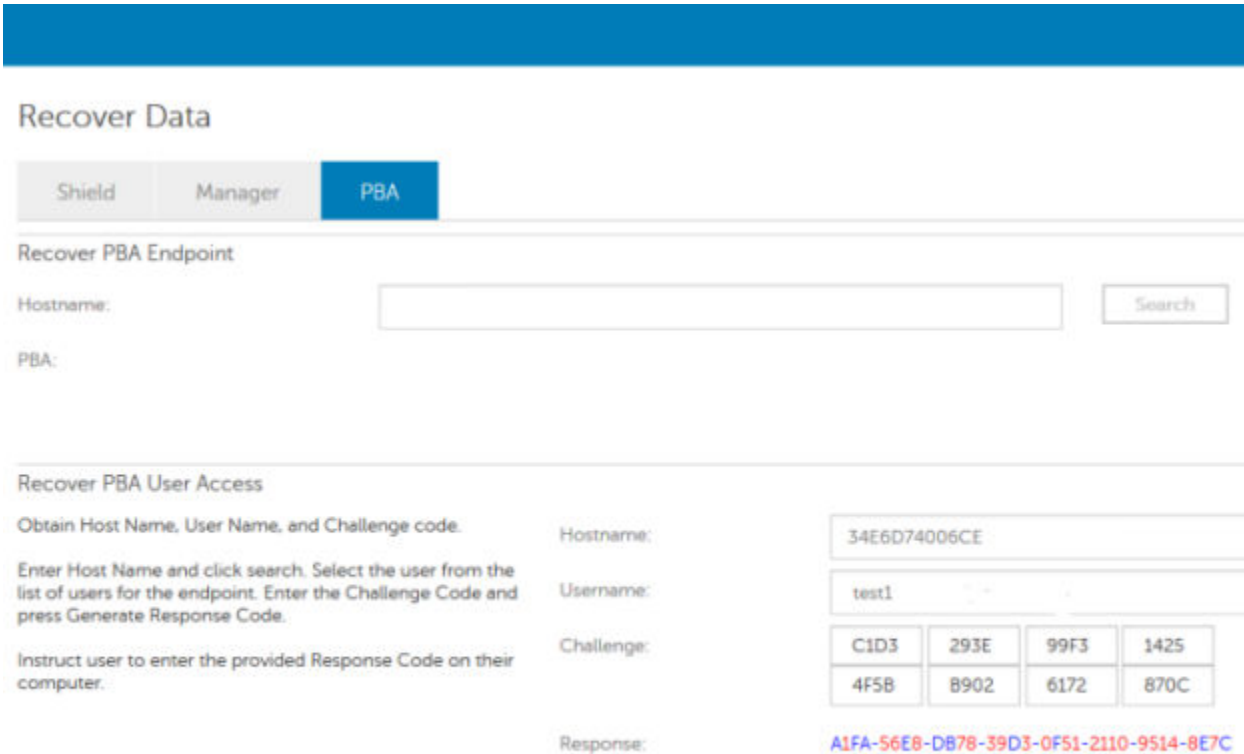 Recover Data
Shield Manager PBA
Recover PBA Endpoint
Hostname: Search
PBA:
Recover PBA User Access
Obtain Host Name, User Name, and Challenge code.
Enter Host Name and click search. Select the user from the
list of users for the endpoint. Enter the Challenge Code and
press Generate Response Code.
Instruct user to enter the provided Response Code on their
computer.
Hostname: 34E6D74006CE
Username: test1
Challenge: C1D3 293E 99F3 1425
4F5B B902 6172 870C
Response: A1FA-56E8-DB78-39D3-0F51-2110-9514-8E7C